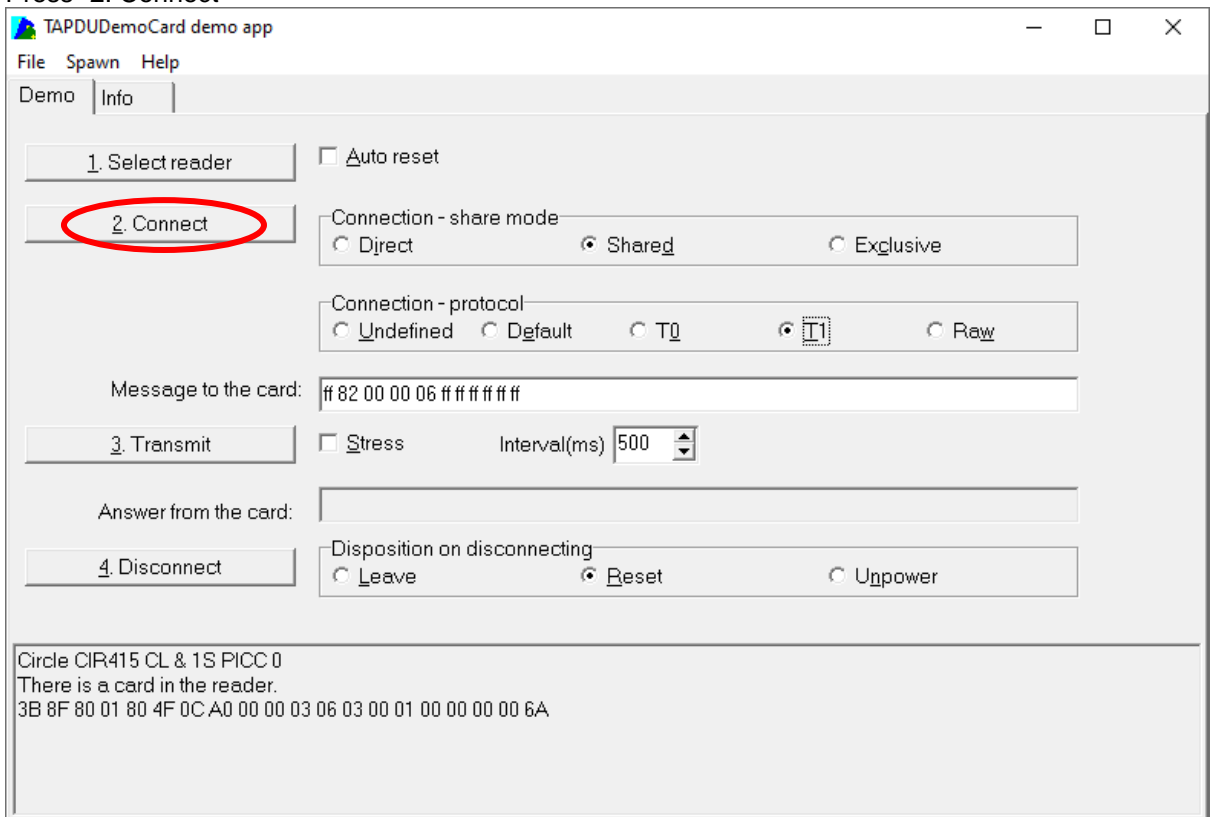 Press "2. Connect"
TAPDUDemoCard demo app
File Spawn Help
Demo Info
1. Select reader Auto reset
2. Connect Connection - share mode
Direct Shared Exclusive
Connection - protocol
Undefined Default T0 T1 Raw
Message to the card: ff 82 00 00 06 ff ff ff ff ff ff
3. Transmit Stress Interval(ms) 500
Answer from the card:
4. Disconnect Disposition on disconnecting
Leave Reset Unpower
Circle CIR415 CL & 1S PICC 0
There is a card in the reader.
3B 8F 80 01 80 4F 0C A0 00 00 03 06 03 00 01 00 00 00 00 6A